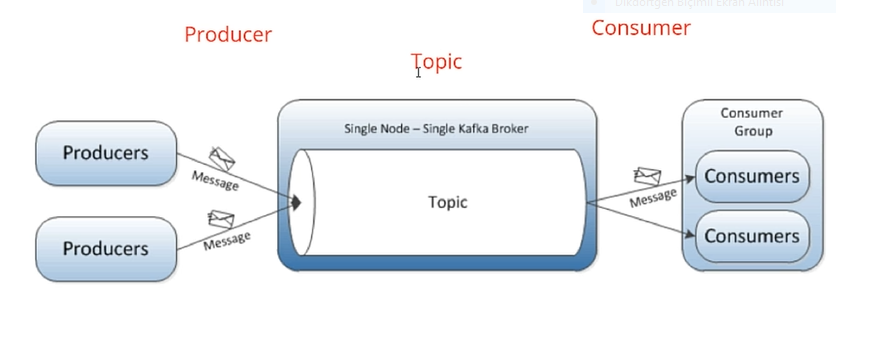 Dikdörtgen Biçimli Ekran Alıntısı
Producer
Consumer
Topic
Single Node – Single Kafka Broker
Consumer
Group
Producers
Message
Topic
Message
Consumers
Producers
Message
Consumers